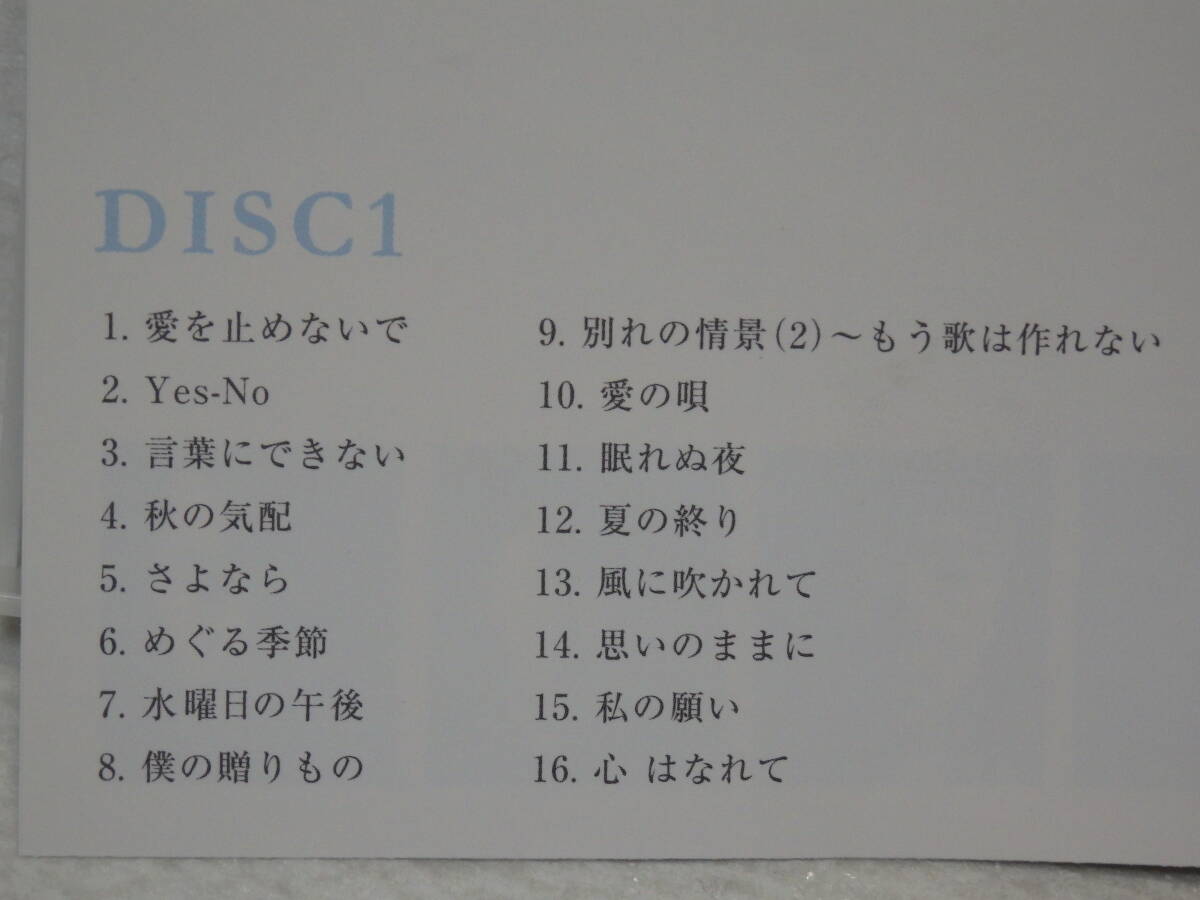 DISC1
1. 愛を止めないで
2. Yes-No
3. 言葉にできない
4. 秋の気配
5. さよなら
6. めぐる季節
7. 水曜日の午後
8. 僕の贈りもの
9. 別れの情景(2)～もう歌は作れない
10. 愛の唄
11. 眠れぬ夜
12. 夏の終り
13. 風に吹かれて
14. 思いのままに
15. 私の願い
16. 心 はなれて